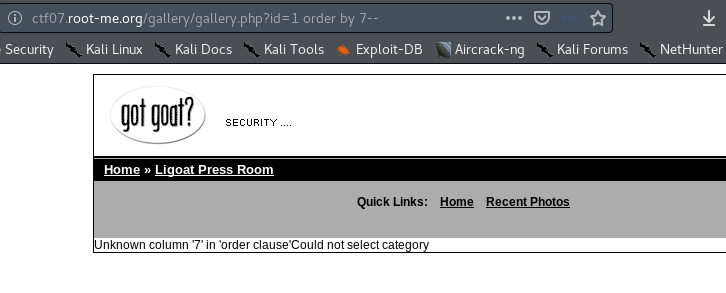 ctf07.root-me.org/gallery/gallery.php?id=1 order by 7--
Security Kali Linux Kali Docs Kali Tools Exploit-DB Aircrack-ng Kali Forums NetHunter
got goat? SECURITY ....
Home » Ligoat Press Room
Quick Links: Home Recent Photos
Unknown column '7' in 'order clause'Could not select category